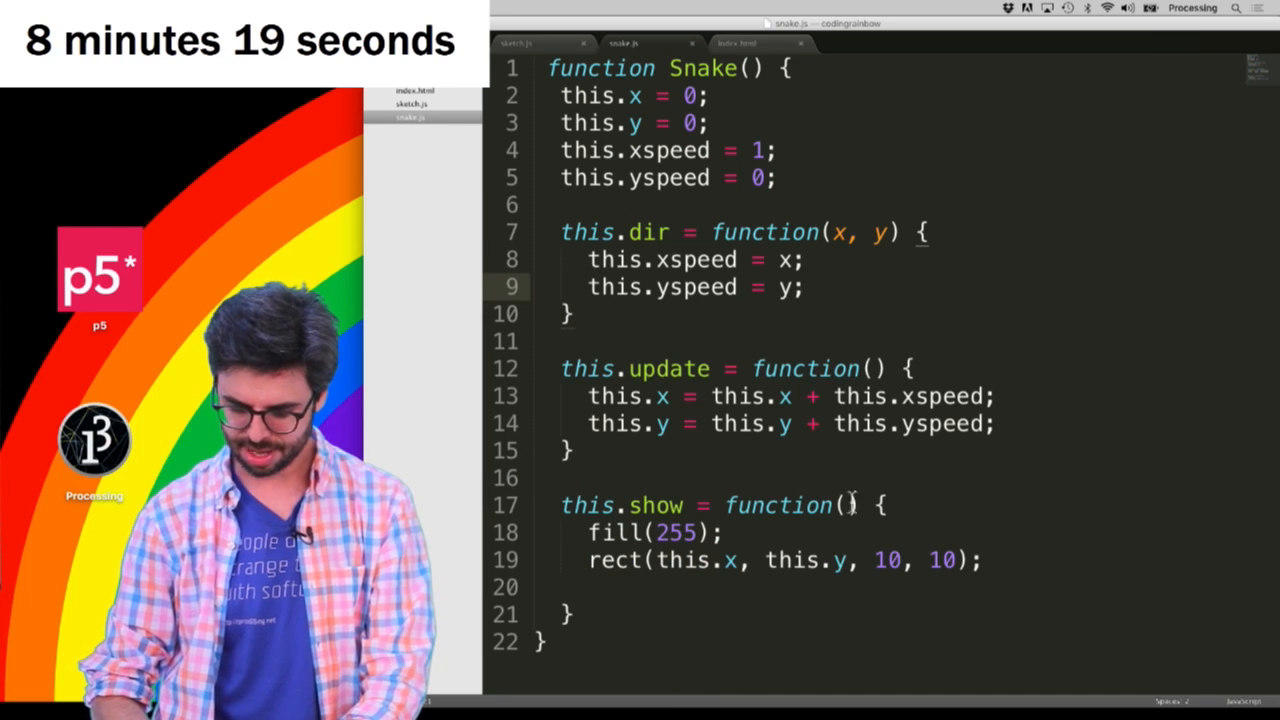 8 minutes 19 seconds
Processing
snake.js — codingrainbow
sketch.js
snake.js
index.html
index.html
sketch.js
snake.js
1 function Snake() {
2 this.x = 0;
3 this.y = 0;
4 this.xspeed = 1;
5 this.yspeed = 0;
6
7 this.dir = function(x, y) {
8 this.xspeed = x;
9 this.yspeed = y;
10 }
11
12 this.update = function() {
13 this.x = this.x + this.xspeed;
14 this.y = this.y + this.yspeed;
15 }
16
17 this.show = function() {
18 fill(255);
19 rect(this.x, this.y, 10, 10);
20
21 }
22 }
p5*
p5
Processing
with
Spaces: 2
JavaScript